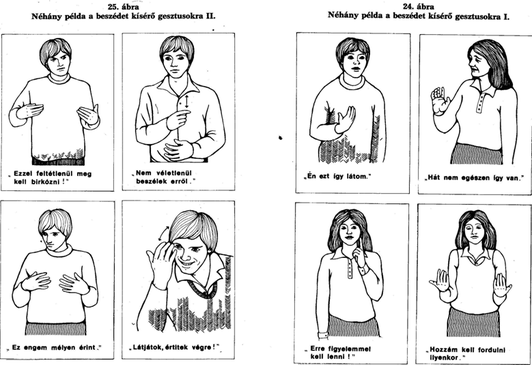 25. ábra
Néhány példa a beszédet kísérő gesztusokra II.
„Ezzel feltétlenül meg
kell birkózni!"
„Nem véletlenül
beszélek erről."
„Ez engem mélyen érint."
„Látjátok, értitek végre!"
24. ábra
Néhány példa a beszédet kísérő gesztusokra I.
„Én ezt így látom."
„Hát nem egészen így van."
„Erre figyelemmel
kell lenni!"
„Hozzám kell fordulni
ilyenkor."